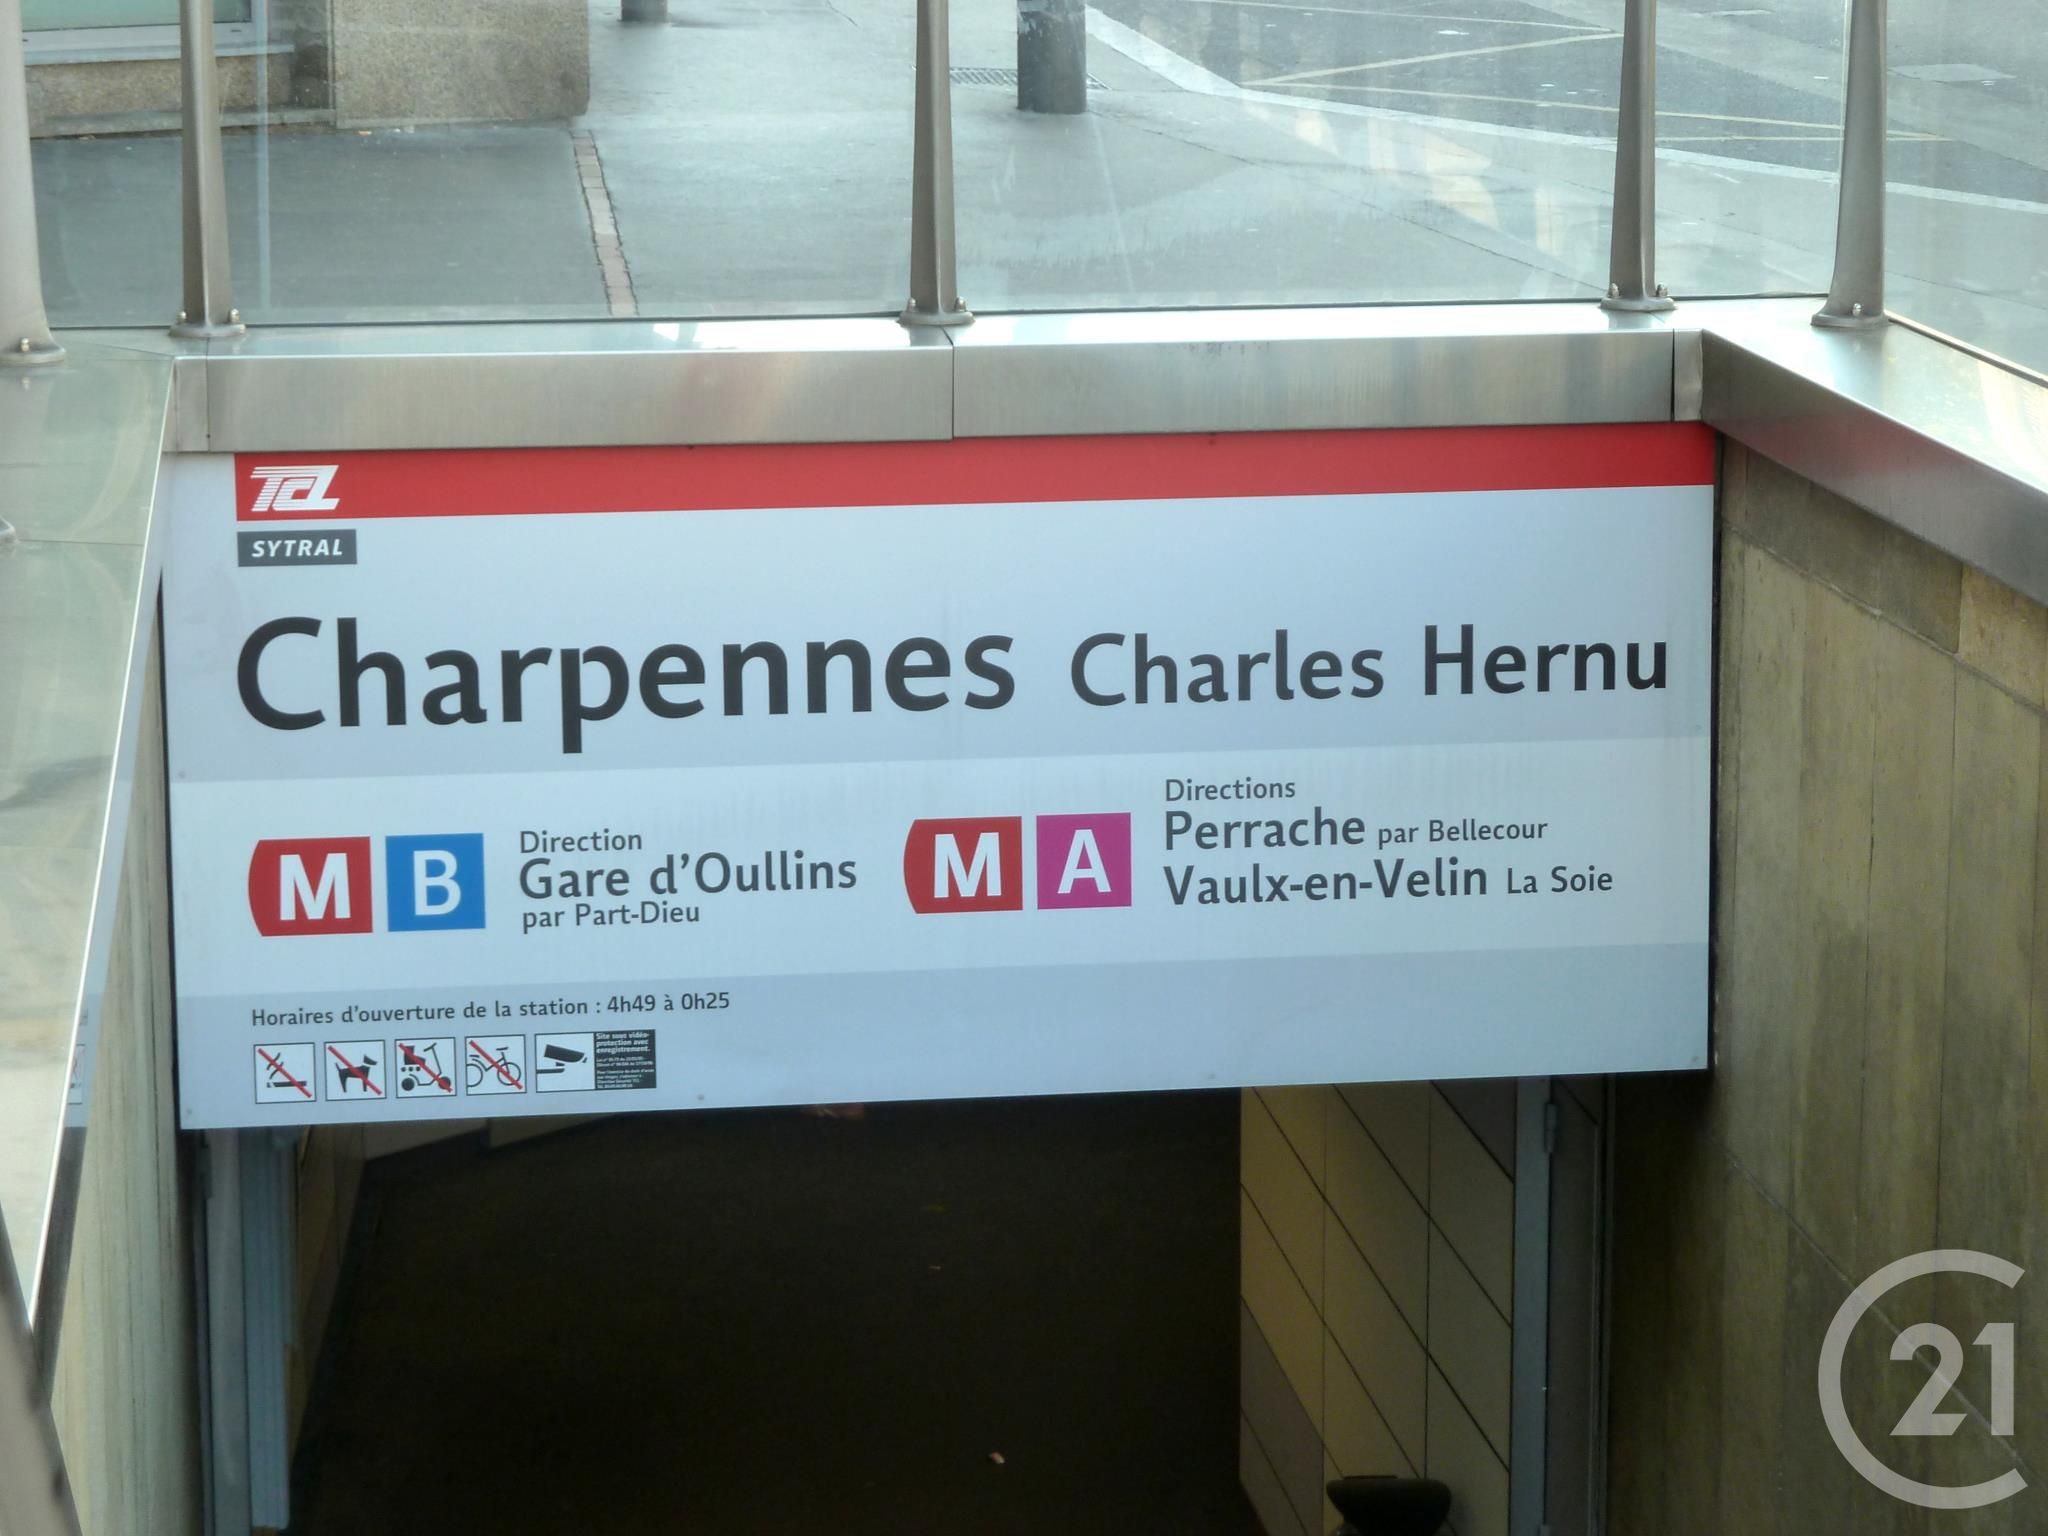 TCL
SYTRAL
Charpennes Charles Hernu
M B
Direction
Gare d'Oullins
par Part-Dieu
M A
Directions
Perrache par Bellecour
Vaulx-en-Velin La Soie
Horaires d'ouverture de la station : 4h49 à 0h25
Site sous vidéo-
protection avec
enregistrement.
C21